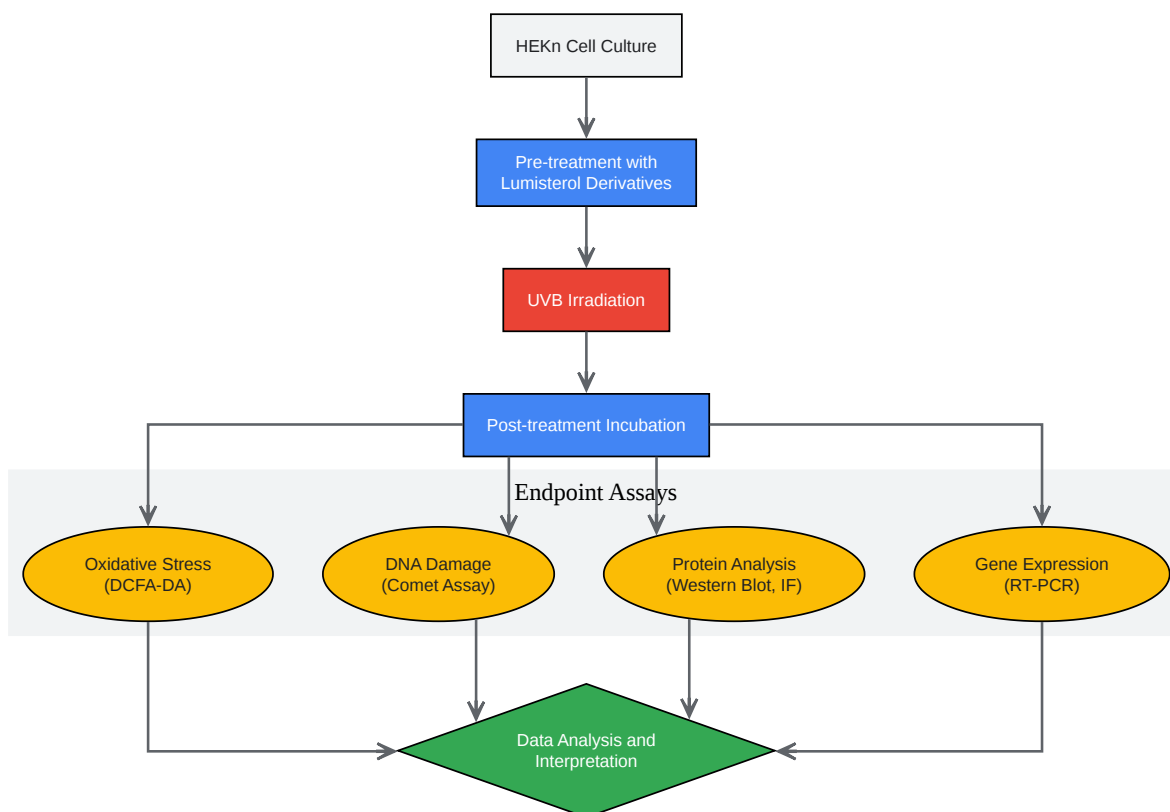 HEKn Cell Culture
Pre-treatment with
Lumisterol Derivatives
UVB Irradiation
Post-treatment Incubation
Endpoint Assays
Oxidative Stress
(DCFA-DA)
DNA Damage
(Comet Assay)
Protein Analysis
(Western Blot, IF)
Gene Expression
(RT-PCR)
Data Analysis and
Interpretation